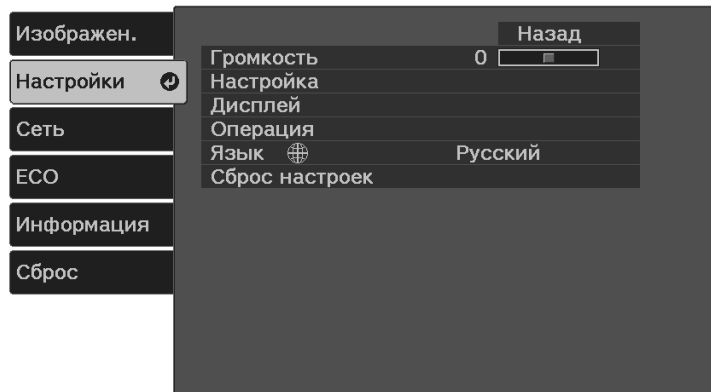 Изображен.
Настройки
Сеть
ECO
Информация
Сброс
Назад
Громкость 0
Настройка
Дисплей
Операция
Язык Русский
Сброс настроек